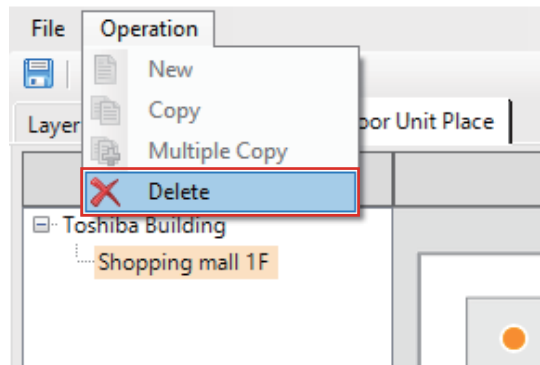 File Operation
New
Copy
Multiple Copy
Delete
Layer oor Unit Place
Toshiba Building
Shopping mall 1F